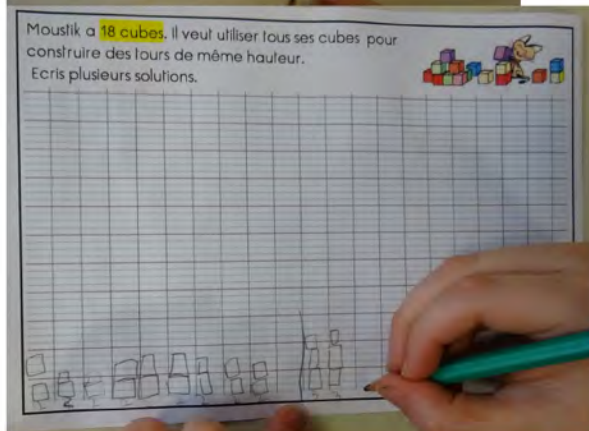 Moustik a 18 cubes. Il veut utiliser tous ses cubes pour
construire des tours de même hauteur.
Ecris plusieurs solutions.